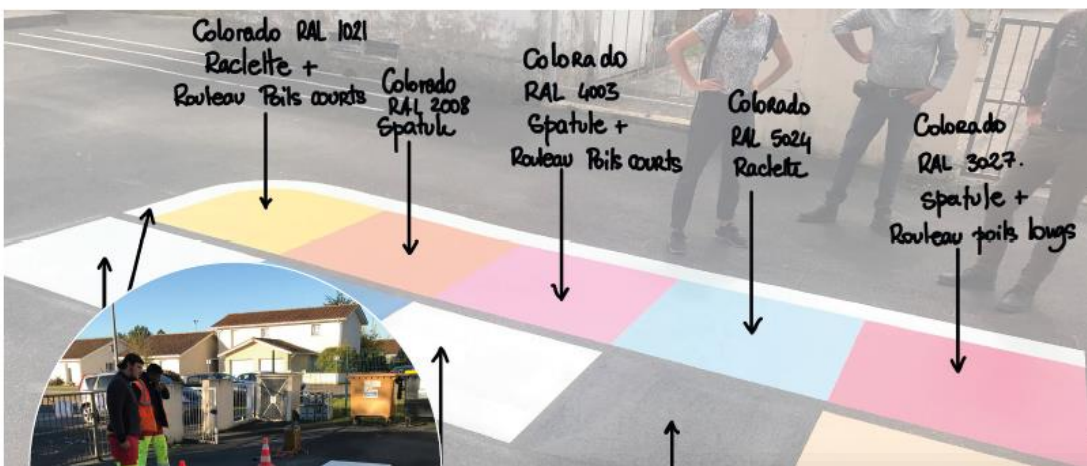 Colorado RAL 1021
Raclette +
Rouleau Poils courts
Colorado
RAL 2008
Spatule
Colorado
RAL 4003
Spatule +
Rouleau Poils courts
Colorado
RAL 5024
Raclette
Colorado
RAL 3027.
Spatule +
Rouleau poils longs